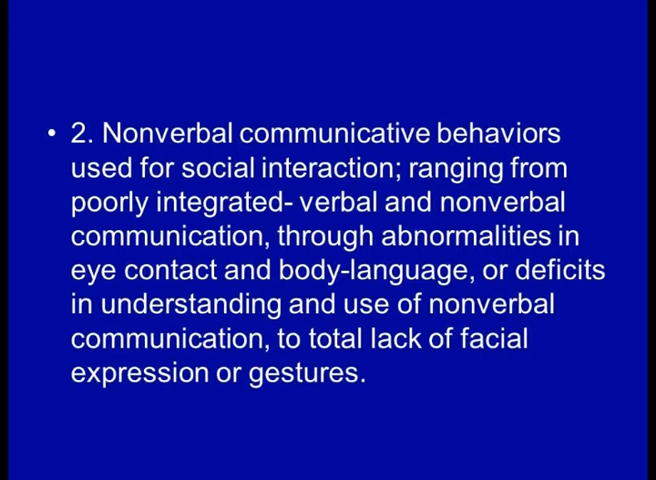 • 2. Nonverbal communicative behaviors
used for social interaction; ranging from
poorly integrated- verbal and nonverbal
communication, through abnormalities in
eye contact and body-language, or deficits
in understanding and use of nonverbal
communication, to total lack of facial
expression or gestures.